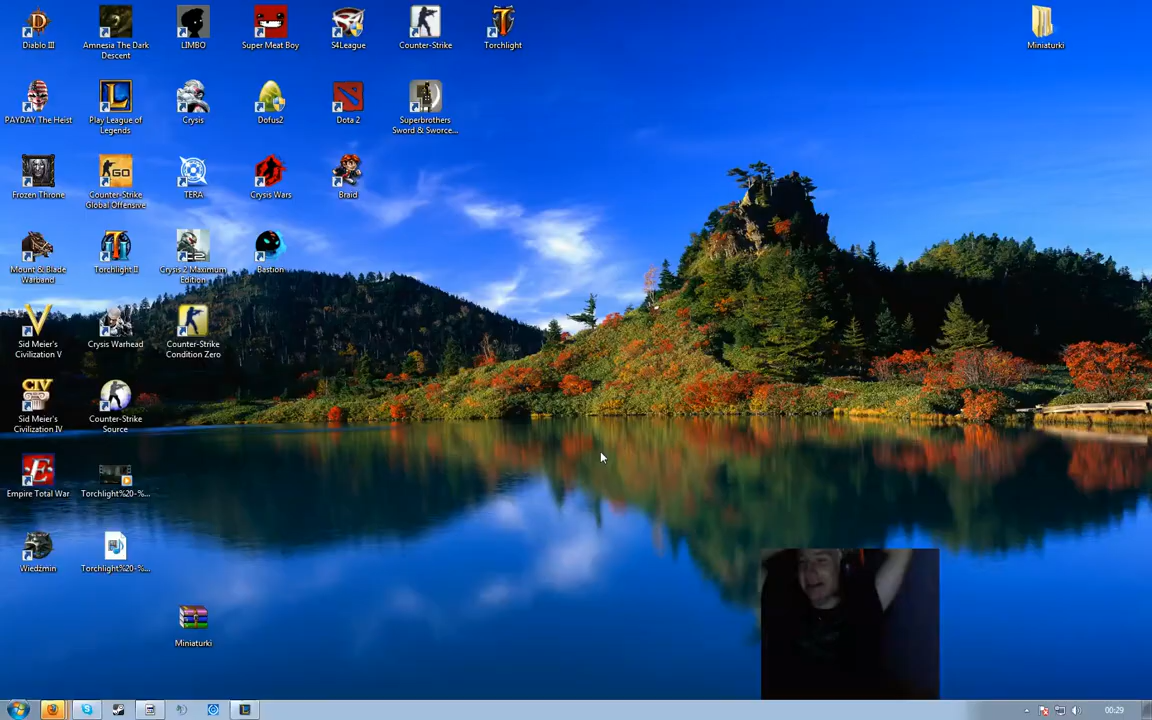 Diablo III
Amnesia The Dark
Descent
LIMBO
Super Meat Boy
S4League
Counter-Strike
Torchlight
Miniaturki
PAYDAY The Heist
Play League of
Legends
Crysis
Dofus2
Dota 2
Superbrothers
Sword & Sworce...
Frozen Throne
Counter-Strike
Global Offensive
TERA
Crysis Wars
Braid
Mount & Blade
Warband
Torchlight II
Crysis 2 Maximum
Edition
Bastion
Sid Meier's
Civilization V
Crysis Warhead
Counter-Strike
Condition Zero
Sid Meier's
Civilization IV
Counter-Strike
Source
Empire Total War
Torchlight%20-%...
Wiedźmin
Torchlight%20-%...
Miniaturki
00:29